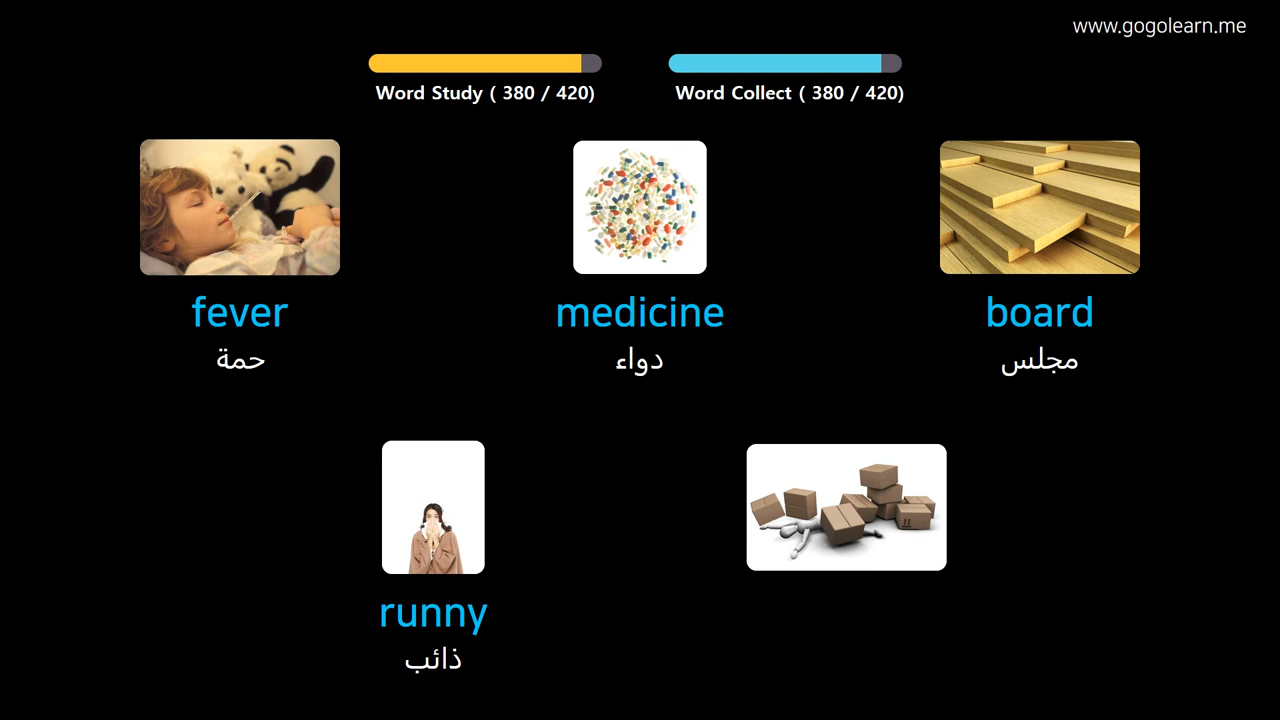 www.gogolearn.me
Word Study ( 380 / 420)
Word Collect ( 380 / 420)
fever
حمة
medicine
دواء
board
مجلس
runny
ذائب